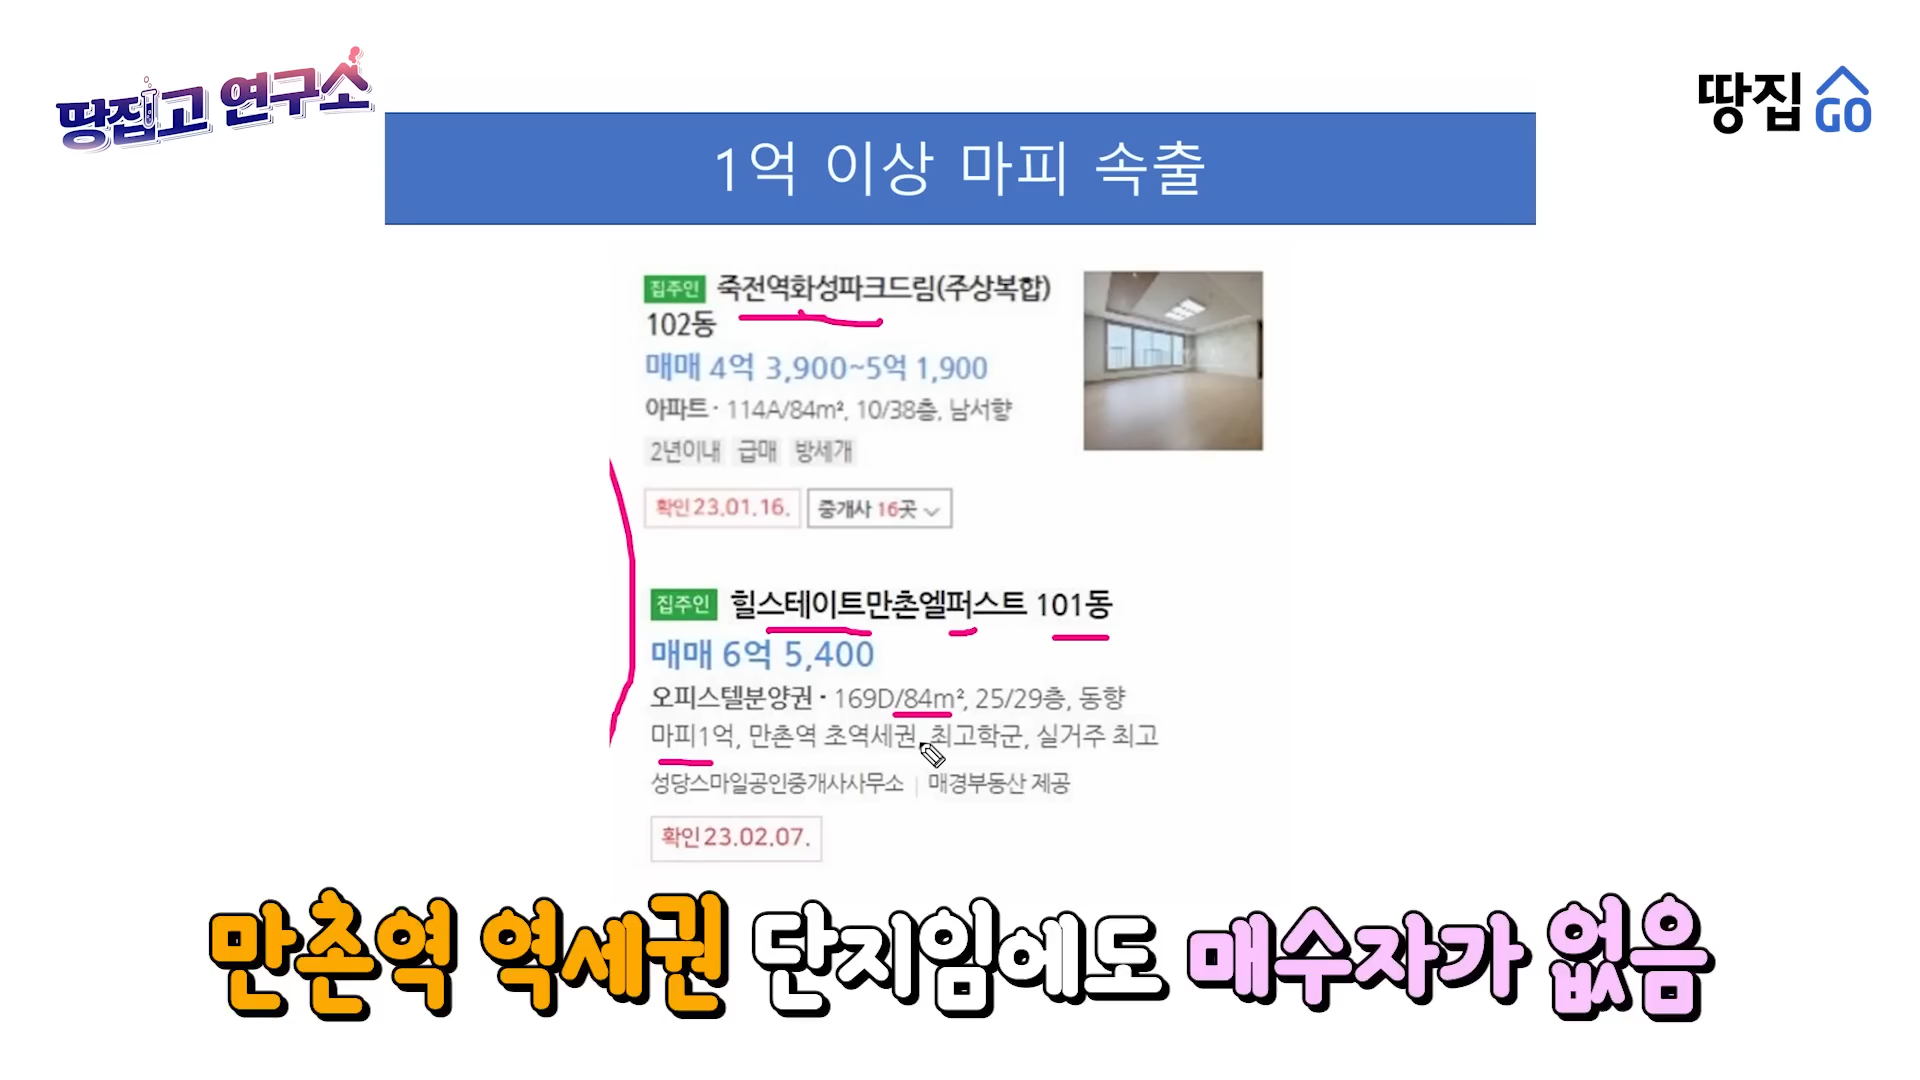 땅집고 연구소
땅집GO
1억 이상 마피 속출
집주인 죽전역화성파크드림(주상복합)
102동
매매 4억 3,900~5억 1,900
아파트 · 114A/84m², 10/38층, 남서향
2년이내 급매 방세개
확인 23.01.16. 중개사 16곳
집주인 힐스테이트만촌엘퍼스트 101동
매매 6억 5,400
오피스텔분양권 · 169D/84m², 25/29층, 동향
마피1억, 만촌역 초역세권, 최고학군, 실거주 최고
성당스마일공인중개사사무소 | 매경부동산 제공
확인 23.02.07.
만촌역 역세권 단지임에도 매수자가 없음